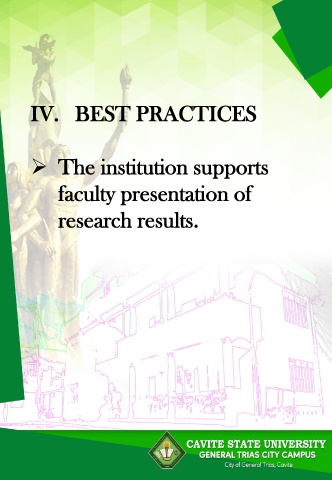 IV. BEST PRACTICES
➢ The institution supports
faculty presentation of
research results.
CAVITE STATE UNIVERSITY
GENERAL TRIAS CITY CAMPUS
City of General Trias, Cavite